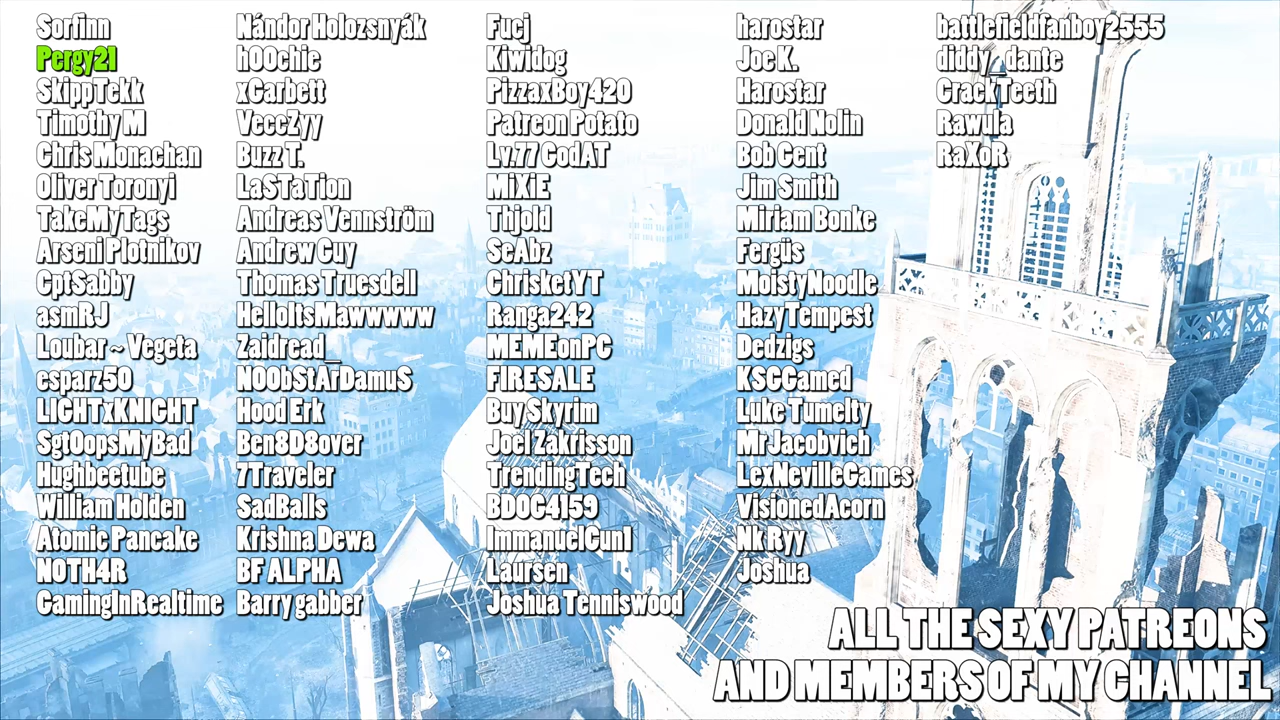 Sorfinn
Pergy21
SkippTekk
Timothy M
Chris Monachan
Oliver Toronyi
TakeMyTags
Arseni Plotnikov
CptSabby
asmRJ
Loubar ~ Vegeta
esparz50
LIGHTxKNIGHT
SgtOopsMyBad
Hughbeetube
William Holden
Atomic Pancake
NOTH4R
GamingInRealtime
Nándor Holozsnyák
h00chie
xGarbett
VeccZyy
Buzz T.
LaSTaTion
Andreas Vennström
Andrew Guy
Thomas Truesdell
HelloItsMawwwww
Zaidread_
N00bStArDamuS
Hood Erk
Ben8D8over
7Traveler
SadBalls
Krishna Dewa
BF ALPHA
Barry gabber
Fucj
Kiwidog
PizzaxBoy420
Patreon Potato
Lv.77 GodAT
MiXiE
Thjold
SeAbz
ChrisketYT
Ranga242
MEMEonPC
FIRESALE
Buy Skyrim
Joel Zakrisson
TrendingTech
BDOG4159
ImmanuelGun1
Laursen
Joshua Tenniswood
harostar
Joe K.
Harostar
Donald Nolin
Bob Gent
Jim Smith
Miriam Bonke
Fergüs
MoistyNoodle
HazyTempest
Dedzigs
KSGGamed
Luke Tumelty
MrJacobvich
LexNevilleGames
VisionedAcorn
Nk Ryy
Joshua
battlefieldfanboy2555
diddy_dante
CrackTeeth
Rawula
RaXoR
ALL THE SEXY PATREONS
AND MEMBERS OF MY CHANNEL